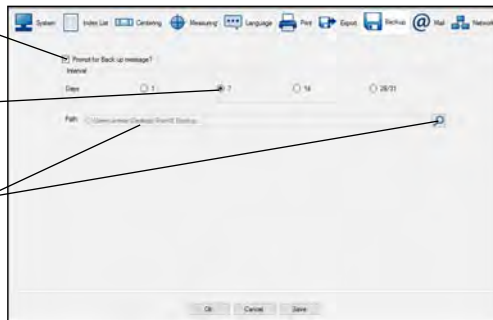 System Index List Centering Measuring Language Print Export Backup Mail Network
Prompt for Back up message?
Interval
Days 1 7 14 28/31
Path
Ok Cancel Save